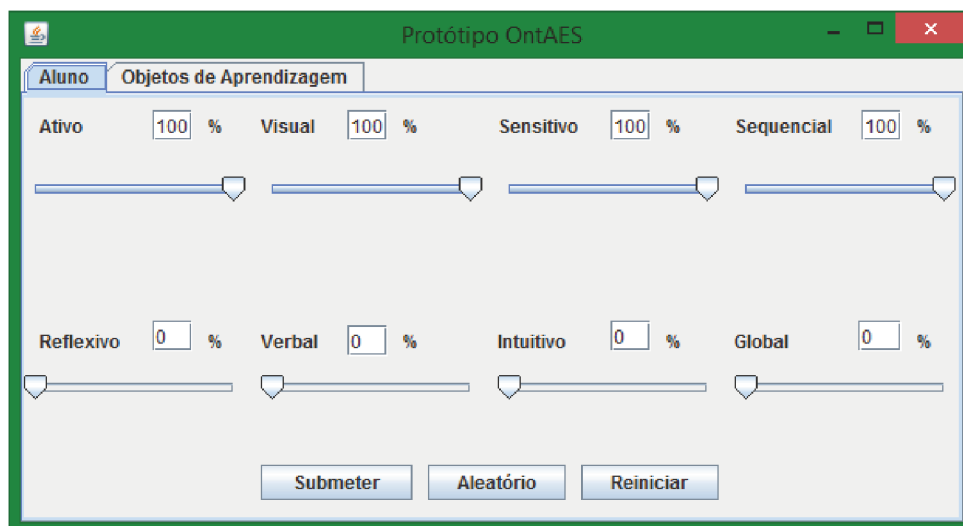 Protótipo OntAES
Aluno Objetos de Aprendizagem
Ativo 100 % Visual 100 % Sensitivo 100 % Sequencial 100 %
Reflexivo 0 % Verbal 0 % Intuitivo 0 % Global 0 %
Submeter Aleatório Reiniciar